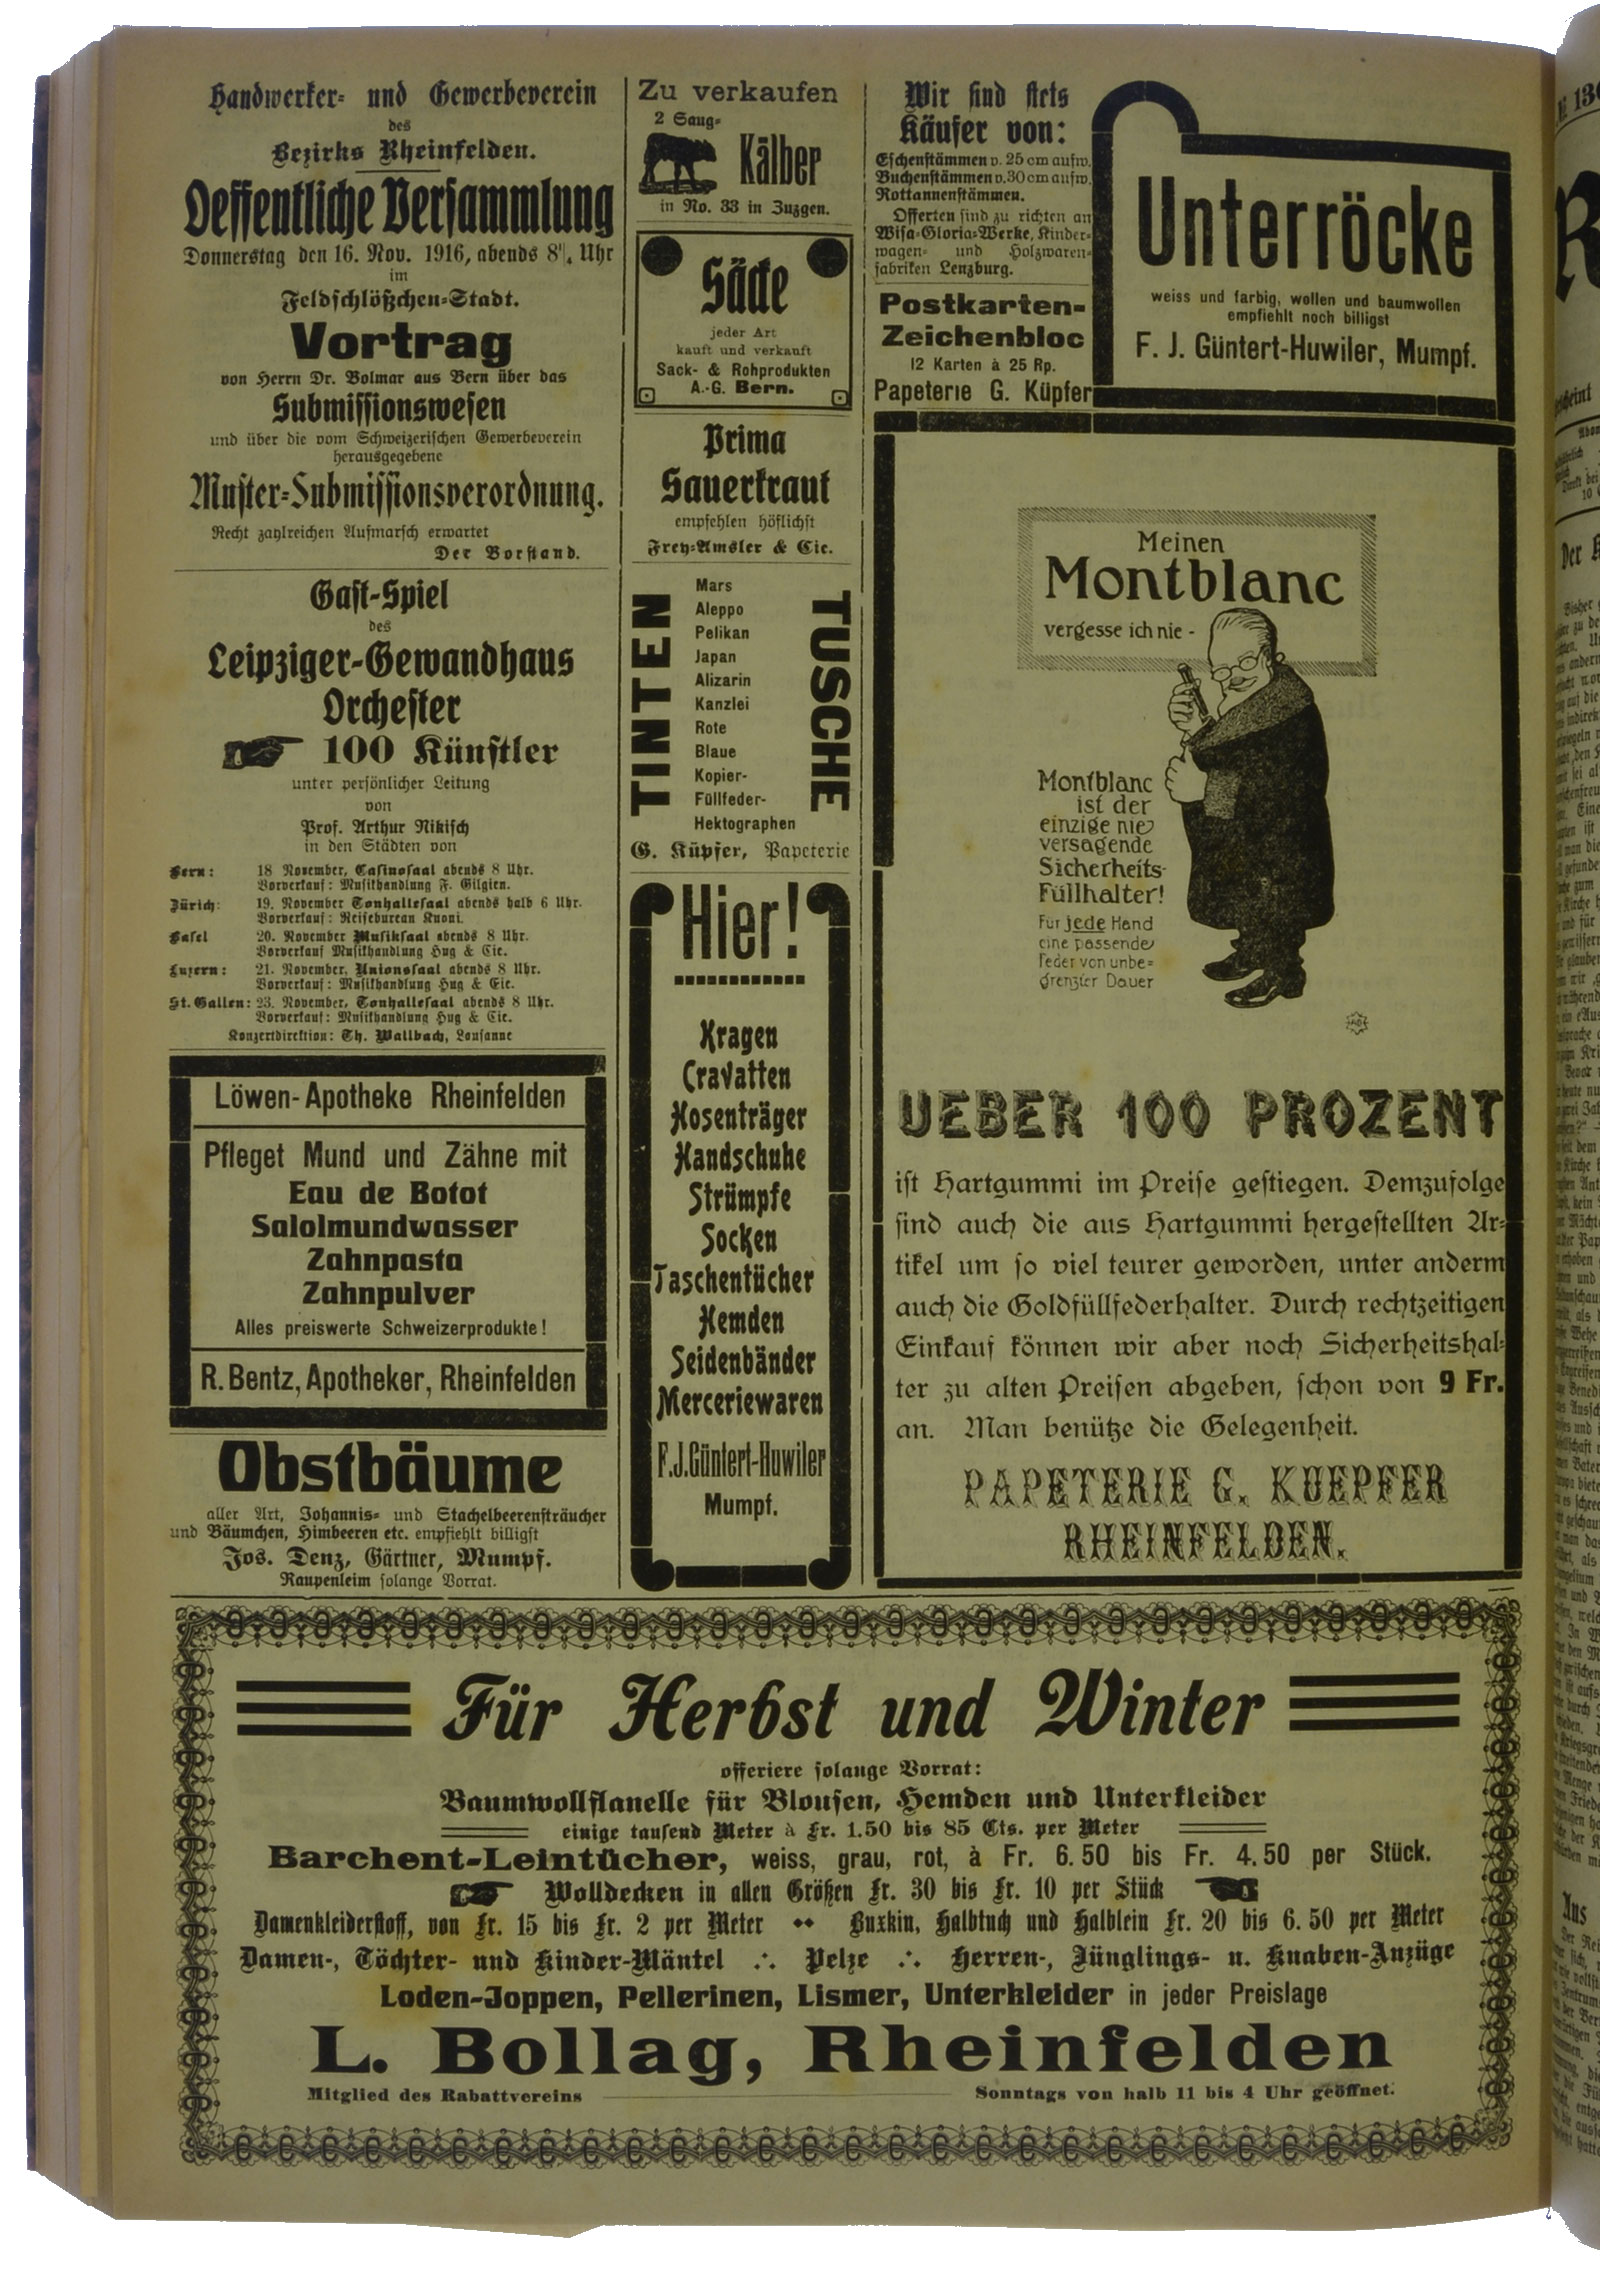 Handwerker- und Gewerbeverein
des
Bezirks Rheinfelden.
Oeffentliche Versammlung
Donnerstag den 16. Nov. 1916, abends 8¼ Uhr
im
Feldschlößchen-Stadt.
Vortrag
von Herrn Dr. Volmar aus Bern über das
Submissionswesen
und über die vom Schweizerischen Gewerbeverein
herausgegebene
Muster-Submissionsverordnung.
Recht zahlreichen Aufmarsch erwartet
Der Vorstand.
Gast-Spiel
des
Leipziger-Gewandhaus
Orchester
100 Künstler
unter persönlicher Leitung
von
Prof. Arthur Nikisch
in den Städten von
Bern: 18 November, Casinosaal abends 8 Uhr.
Vorverkauf: Musikhandlung F. Gilgien.
Zürich: 19. November Tonhallesaal abends halb 6 Uhr.
Vorverkauf: Reisebureau Kuoni.
Basel 20. November Musiksaal abends 8 Uhr.
Vorverkauf Musikhandlung Hug & Cie.
Luzern: 21. November, Unionssaal abends 8 Uhr.
Vorverkauf: Musikhandlung Hug & Cie.
St. Gallen: 23. November, Tonhallesaal abends 8 Uhr.
Vorverkauf: Musikhandlung Hug & Cie.
Konzertdirektion: Th. Wallbach, Lausanne
Löwen-Apotheke Rheinfelden
Pfleget Mund und Zähne mit
Eau de Botot
Salolmundwasser
Zahnpasta
Zahnpulver
Alles preiswerte Schweizerprodukte!
R. Bentz, Apotheker, Rheinfelden
Obstbäume
aller Art, Johannis- und Stachelbeerensträucher
und Bäumchen, Himbeeren etc. empfiehlt billigst
Jos. Denz, Gärtner, Mumpf.
Raupenleim solange Vorrat.
Zu verkaufen
2 Saug-
Kälber
in No. 33 in Zuzgen.
Säcke
jeder Art
kauft und verkauft
Sack- & Rohprodukten
A.-G. Bern.
Prima
Sauerkraut
empfehlen höflichst
Frey-Amsler & Cie.
TINTEN
Mars
Aleppo
Pelikan
Japan
Alizarin
Kanzlei
Rote
Blaue
Kopier-
Füllfeder-
Hektographen
TUSCHE
G. Küpfer, Papeterie
Hier!
Kragen
Cravatten
Hosenträger
Handschuhe
Strümpfe
Socken
Taschentücher
Hemden
Seidenbänder
Merceriewaren
F. J. Güntert-Huwiler
Mumpf.
Wir sind stets
Käufer von:
Eschenstämmen v. 25 cm aufw.
Buchenstämmen v. 30 cm aufw.
Rottannenstämmen.
Offerten sind zu richten an
Wisa-Gloria-Werke, Kinder-
wagen- und Holzwaren-
fabriken Lenzburg.
Postkarten-
Zeichenbloc
12 Karten à 25 Rp.
Papeterie G. Küpfer
Unterröcke
weiss und farbig, wollen und baumwollen
empfiehlt noch billigst
F. J. Güntert-Huwiler, Mumpf.
Meinen
Montblanc
vergesse ich nie -
Montblanc
ist der
einzige nie
versagende
Sicherheits-
Füllhalter!
Für jede Hand
eine passende
Feder von unbe-
grenzter Dauer
UEBER 100 PROZENT
ist Hartgummi im Preise gestiegen. Demzufolge
sind auch die aus Hartgummi hergestellten Ar-
tikel um so viel teurer geworden, unter anderm
auch die Goldfüllfederhalter. Durch rechtzeitigen
Einkauf können wir aber noch Sicherheitshal-
ter zu alten Preisen abgeben, schon von 9 Fr.
an. Man benütze die Gelegenheit.
PAPETERIE G. KUEPFER
RHEINFELDEN.
Für Herbst und Winter
offeriere solange Vorrat:
Baumwollflanelle für Blousen, Hemden und Unterkleider
einige tausend Meter à Fr. 1.50 bis 85 Cts. per Meter
Barchent-Leintücher, weiss, grau, rot, à Fr. 6.50 bis Fr. 4.50 per Stück.
Wolldecken in allen Größen Fr. 30 bis Fr. 10 per Stück
Damenkleiderstoff, von Fr. 15 bis Fr. 2 per Meter •• Buxkin, Halbtuch und Halblein Fr. 20 bis 6.50 per Meter
Damen-, Töchter- und Kinder-Mäntel ∴ Pelze ∴ Herren-, Jünglings- u. Knaben-Anzüge
Loden-Joppen, Pellerinen, Lismer, Unterkleider in jeder Preislage
L. Bollag, Rheinfelden
Mitglied des Rabattvereins Sonntags von halb 11 bis 4 Uhr geöffnet.